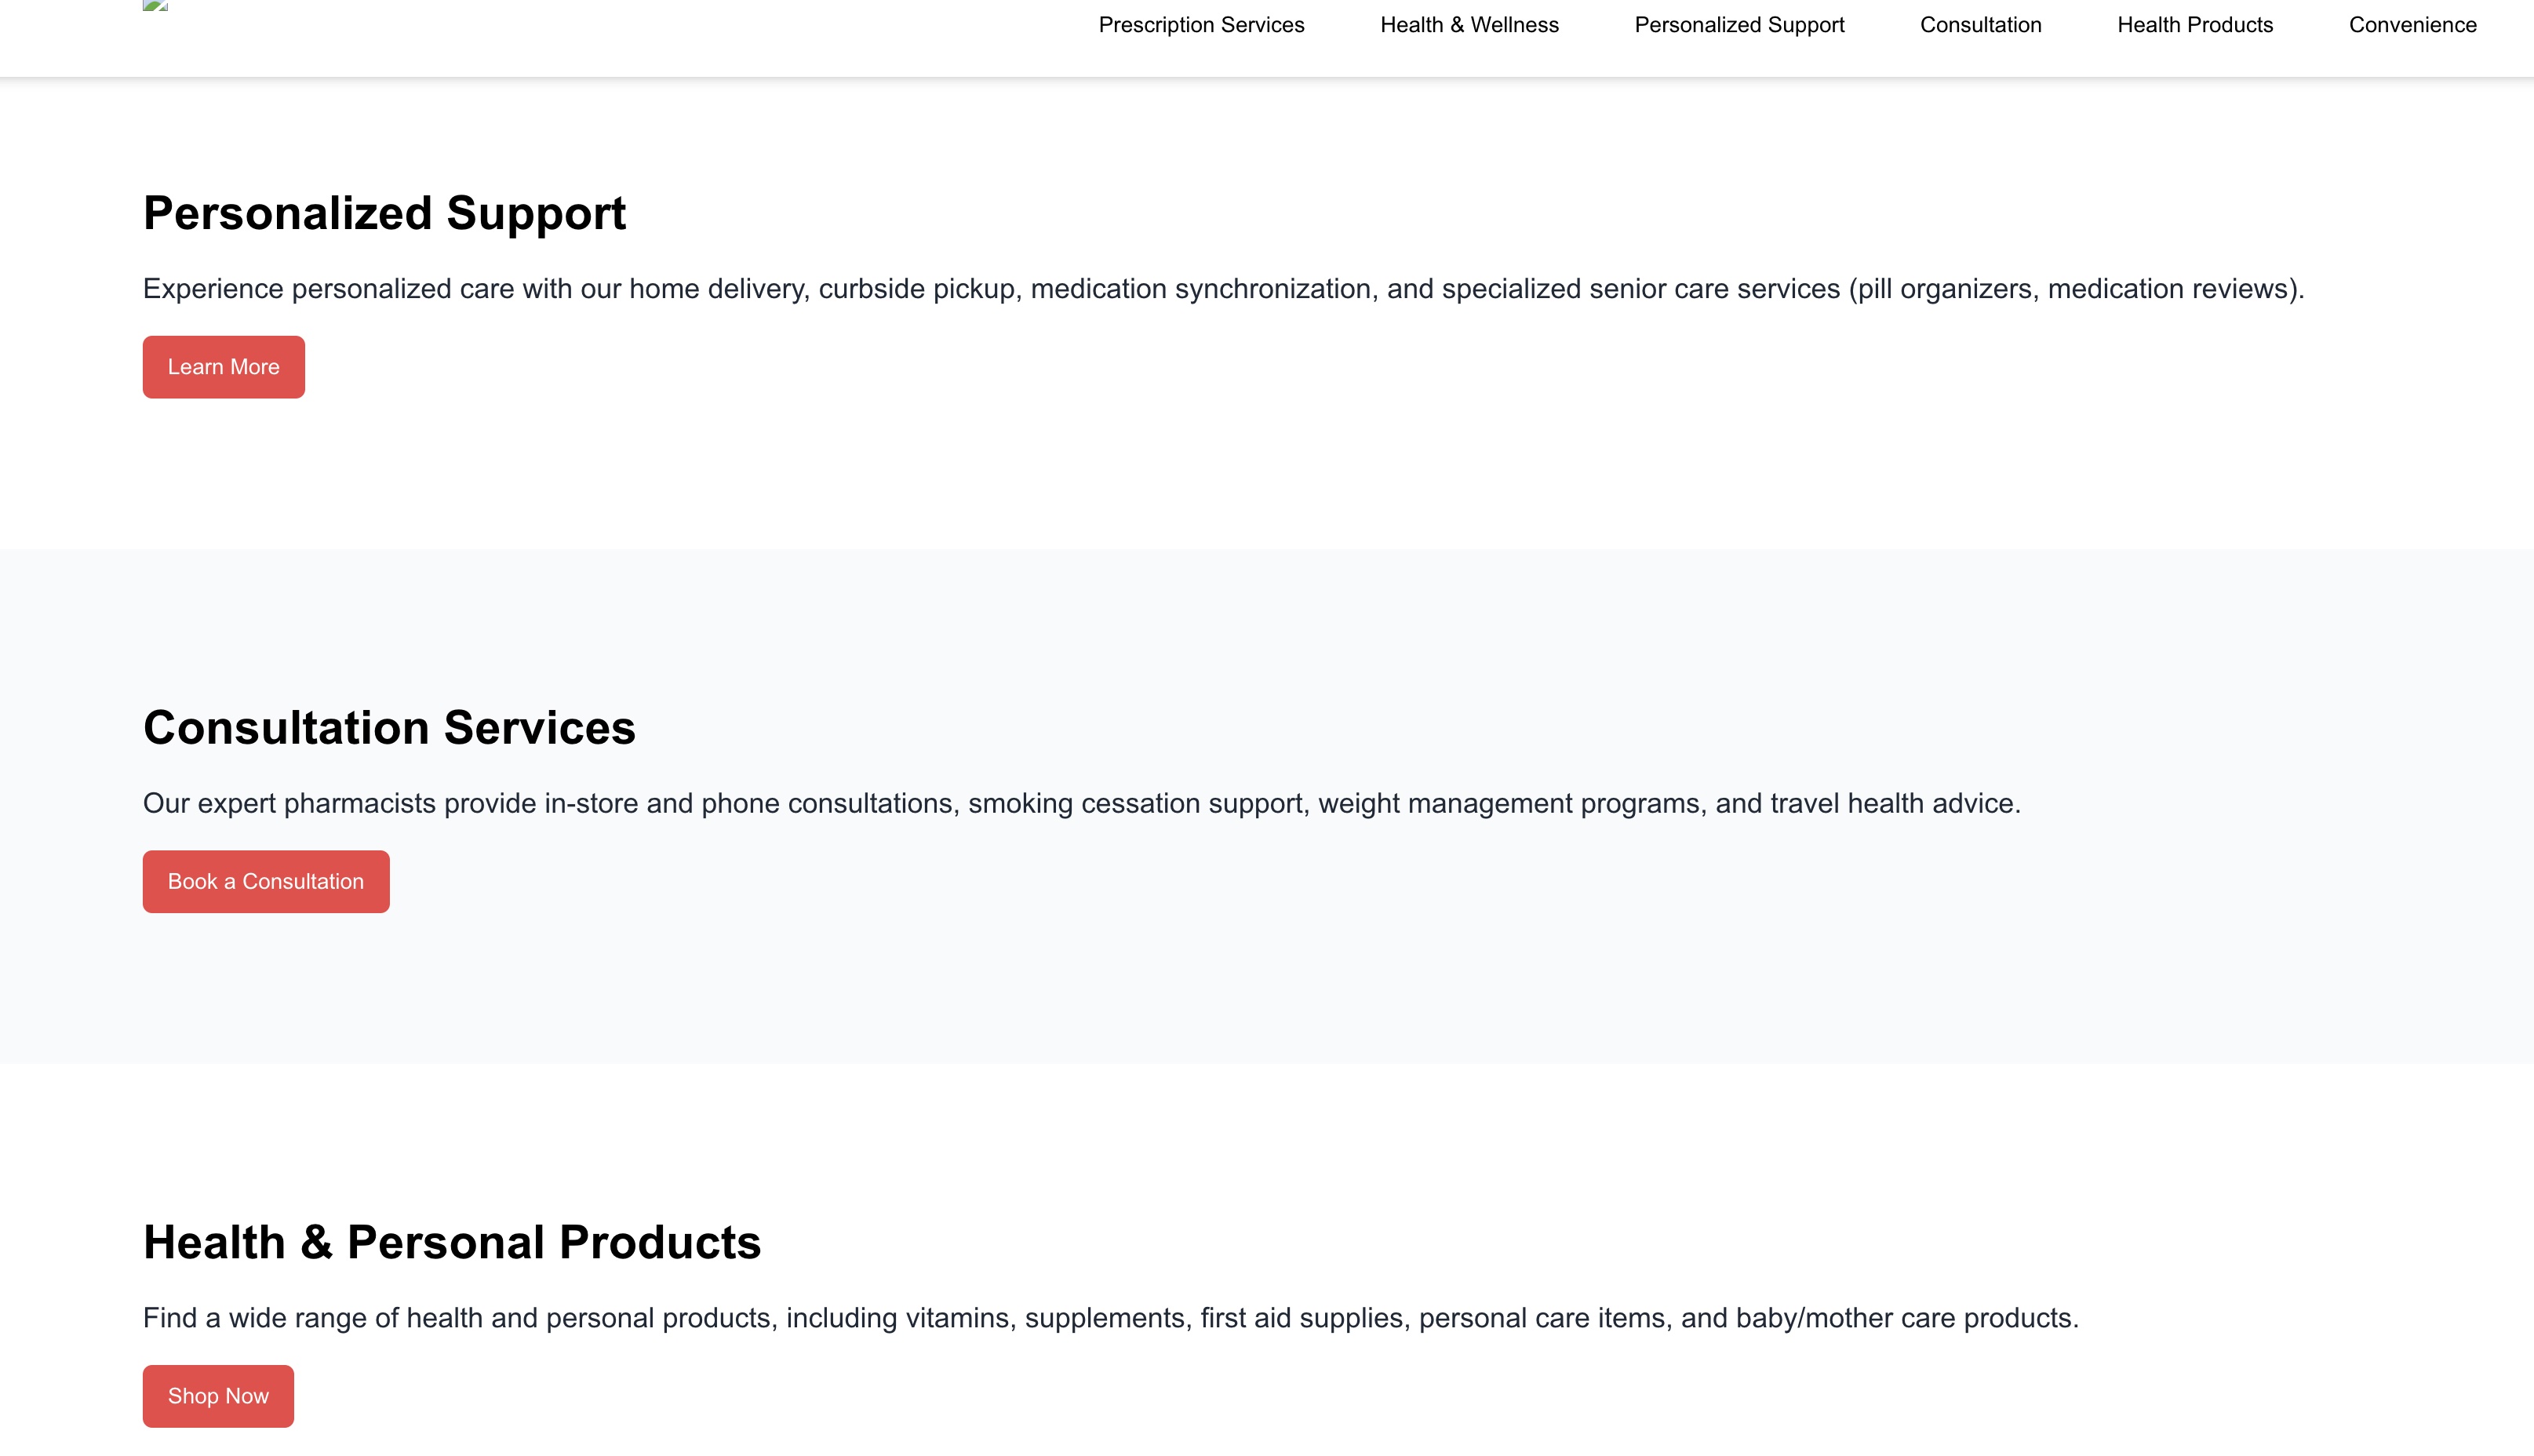 Prescription Services
Health & Wellness
Personalized Support
Consultation
Health Products
Convenience
Personalized Support
Experience personalized care with our home delivery, curbside pickup, medication synchronization, and specialized senior care services (pill organizers, medication reviews).
Learn More
Consultation Services
Our expert pharmacists provide in-store and phone consultations, smoking cessation support, weight management programs, and travel health advice.
Book a Consultation
Health & Personal Products
Find a wide range of health and personal products, including vitamins, supplements, first aid supplies, personal care items, and baby/mother care products.
Shop Now